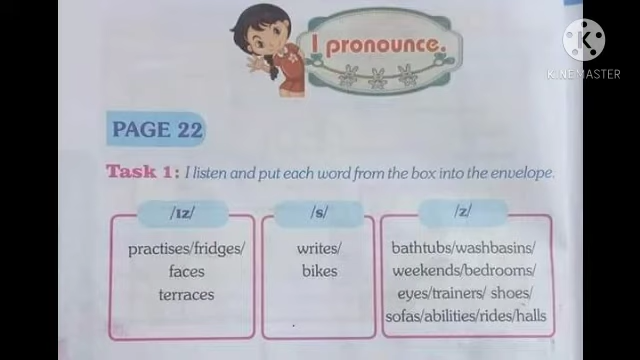 I pronounce.
KINEMASTER
PAGE 22
Task 1: I listen and put each word from the box into the envelope.
/ɪz/
practises/fridges/
faces
terraces
/s/
writes/
bikes
/z/
bathtubs/washbasins/
weekends/bedrooms/
eyes/trainers/ shoes/
sofas/abilities/rides/halls